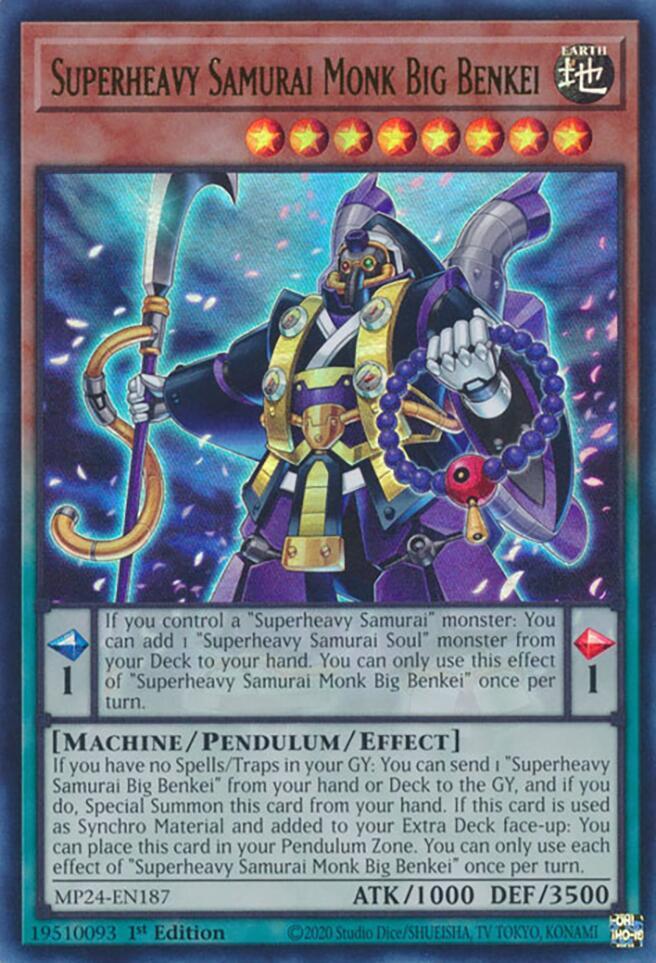 SUPERHEAVY SAMURAI MONK BIG BENKEI
EARTH
地
If you control a "Superheavy Samurai" monster: You
can add 1 "Superheavy Samurai Soul" monster from
your Deck to your hand. You can only use this effect
of "Superheavy Samurai Monk Big Benkei" once per
turn.
1
1
[MACHINE/PENDULUM/EFFECT]
If you have no Spells/Traps in your GY: You can send 1 "Superheavy
Samurai Big Benkei" from your hand or Deck to the GY, and if you
do, Special Summon this card from your hand. If this card is used
as Synchro Material and added to your Extra Deck face-up: You
can place this card in your Pendulum Zone. You can only use each
effect of "Superheavy Samurai Monk Big Benkei" once per turn.
MP24-EN187
ATK/1000 DEF/3500
19510093 1st Edition
©2020 Studio Dice/SHUEISHA, TV TOKYO, KONAMI